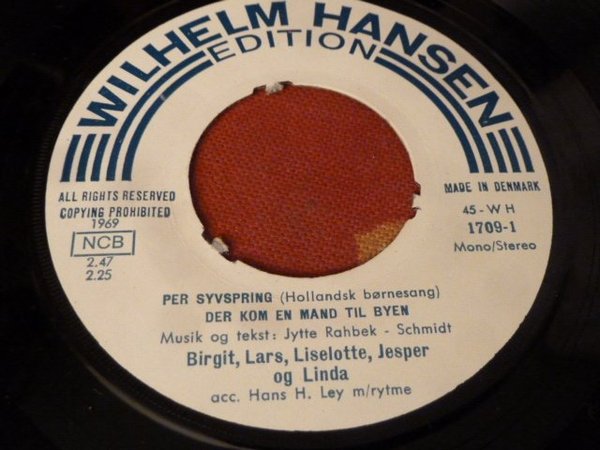 WILHELM HANSEN
EDITION
ALL RIGHTS RESERVED
COPYING PROHIBITED
1969
NCB
2.47
2.25
MADE IN DENMARK
45-WH
1709-1
Mono/Stereo
PER SYVSPRING (Hollandsk børnesang)
DER KOM EN MAND TIL BYEN
Musik og tekst: Jytte Rahbek - Schmidt
Birgit, Lars, Liselotte, Jesper
og Linda
acc. Hans H. Ley m/rytme